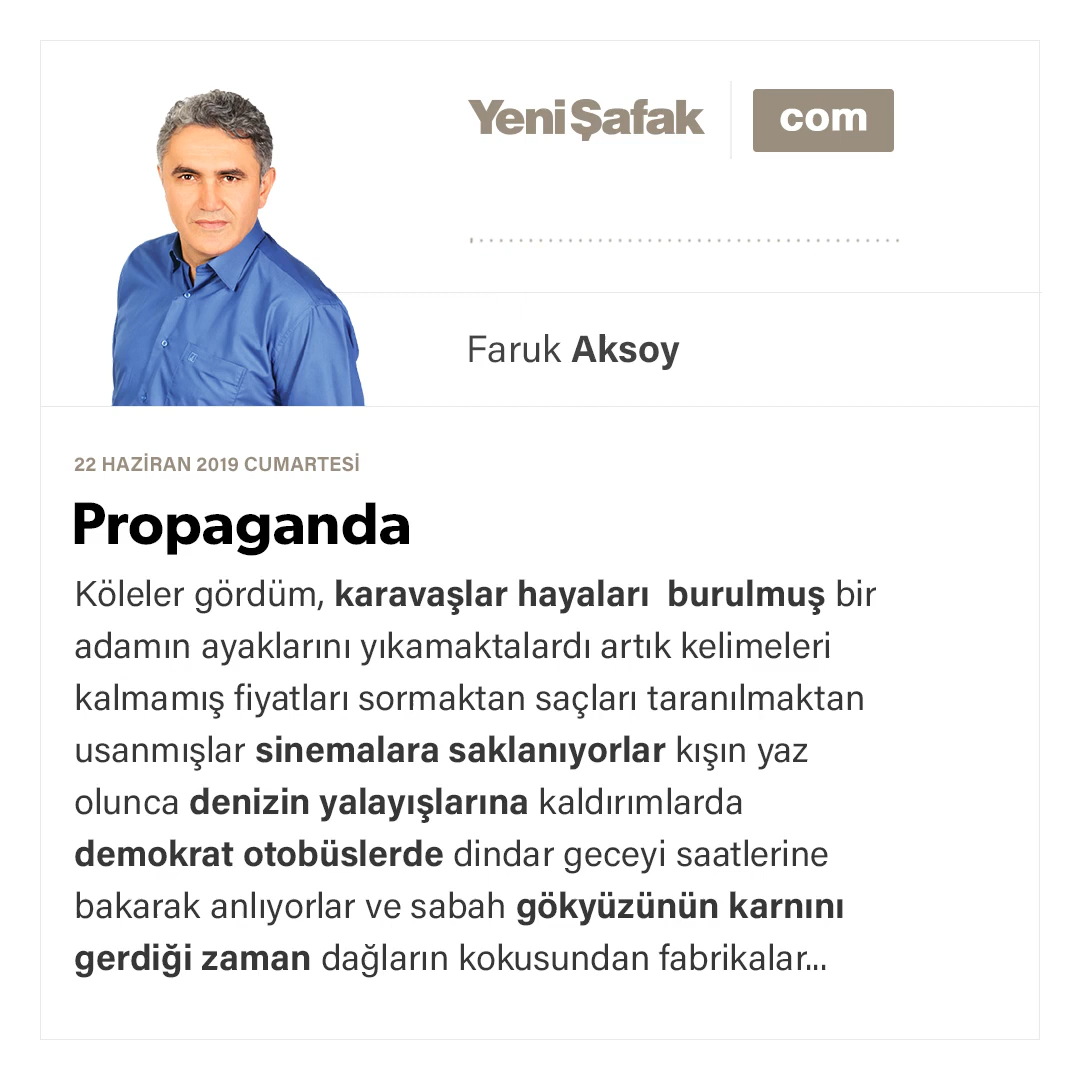 YeniŞafak com
Faruk Aksoy
22 HAZİRAN 2019 CUMARTESİ
Propaganda
Köleler gördüm, karavaşlar hayaları  burulmuş bir
adamın ayaklarını yıkamaktalardı artık kelimeleri
kalmamış fiyatları sormaktan saçları taranılmaktan
usanmışlar sinemalara saklanıyorlar kışın yaz
olunca denizin yalayışlarına kaldırımlarda
demokrat otobüslerde dindar geceyi saatlerine
bakarak anlıyorlar ve sabah gökyüzünün karnını
gerdiği zaman dağların kokusundan fabrikalar...